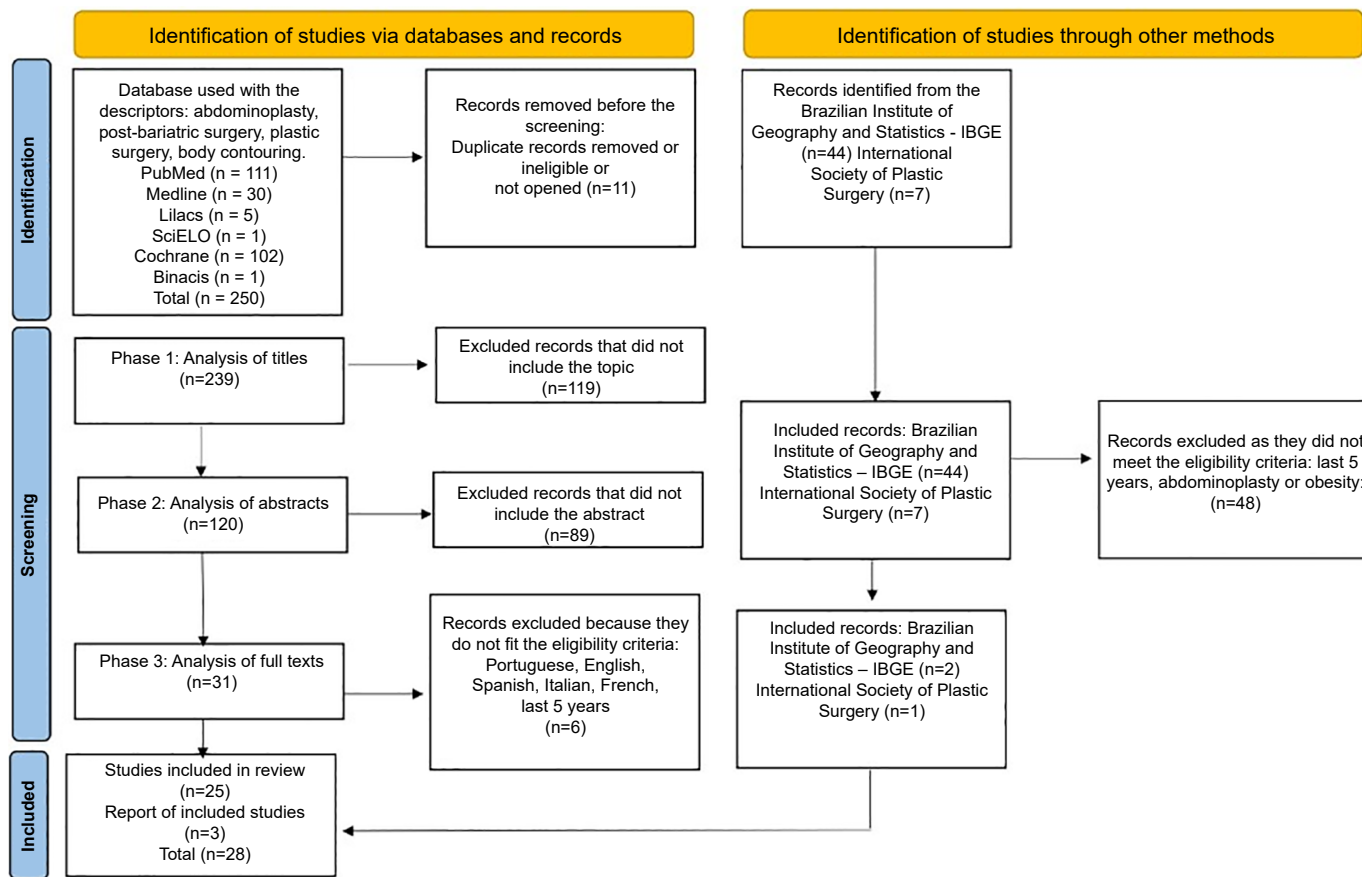 Identification of studies via databases and records
Identification of studies through other methods
Identification
Database used with the
descriptors: abdominoplasty,
post-bariatric surgery, plastic
surgery, body contouring.
PubMed (n = 111)
Medline (n = 30)
Lilacs (n = 5)
SciELO (n = 1)
Cochrane (n = 102)
Binacis (n = 1)
Total (n = 250)
Records removed before the
screening:
Duplicate records removed or
ineligible or
not opened (n=11)
Records identified from the
Brazilian Institute of
Geography and Statistics - IBGE
(n=44) International
Society of Plastic
Surgery (n=7)
Screening
Phase 1: Analysis of titles
(n=239)
Excluded records that did not
include the topic
(n=119)
Phase 2: Analysis of abstracts
(n=120)
Excluded records that did not
include the abstract
(n=89)
Included records: Brazilian
Institute of Geography and
Statistics – IBGE (n=44)
International Society of Plastic
Surgery (n=7)
Records excluded as they did not
meet the eligibility criteria: last 5
years, abdominoplasty or obesity:
(n=48)
Phase 3: Analysis of full texts
(n=31)
Records excluded because they
do not fit the eligibility criteria:
Portuguese, English,
Spanish, Italian, French,
last 5 years
(n=6)
Included records: Brazilian
Institute of Geography and
Statistics – IBGE (n=2)
International Society of Plastic
Surgery (n=1)
Included
Studies included in review
(n=25)
Report of included studies
(n=3)
Total (n=28)